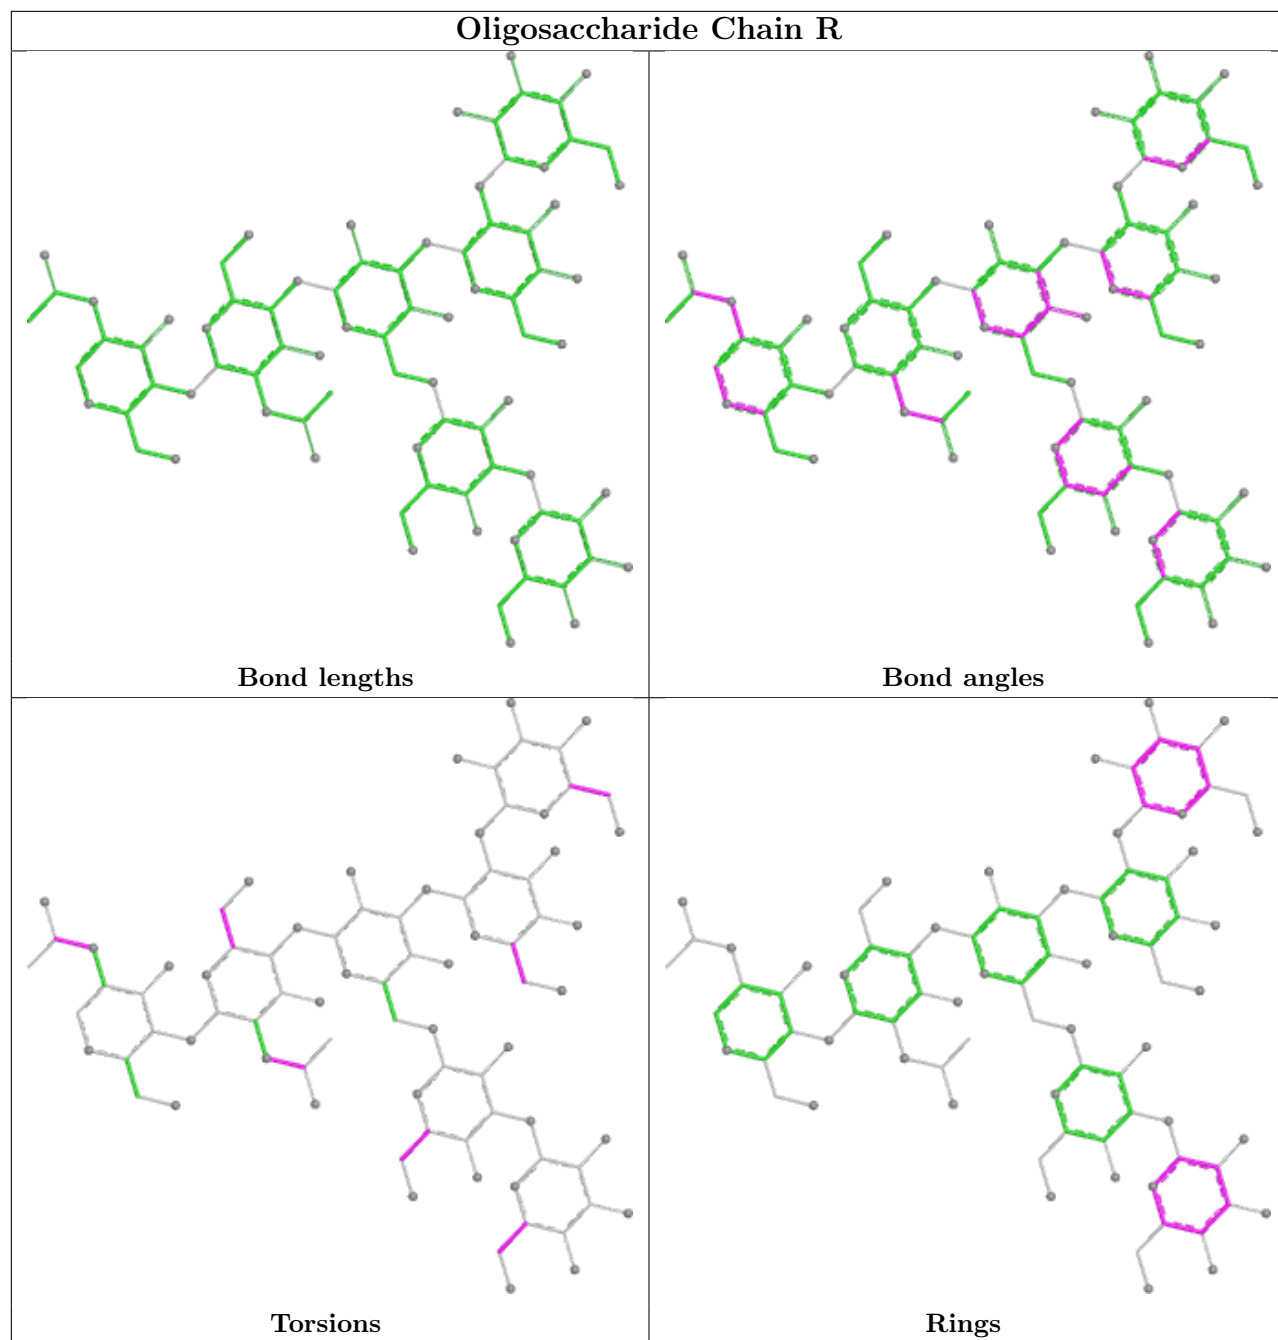 Oligosaccharide Chain R
Bond lengths
Bond angles
Torsions
Rings